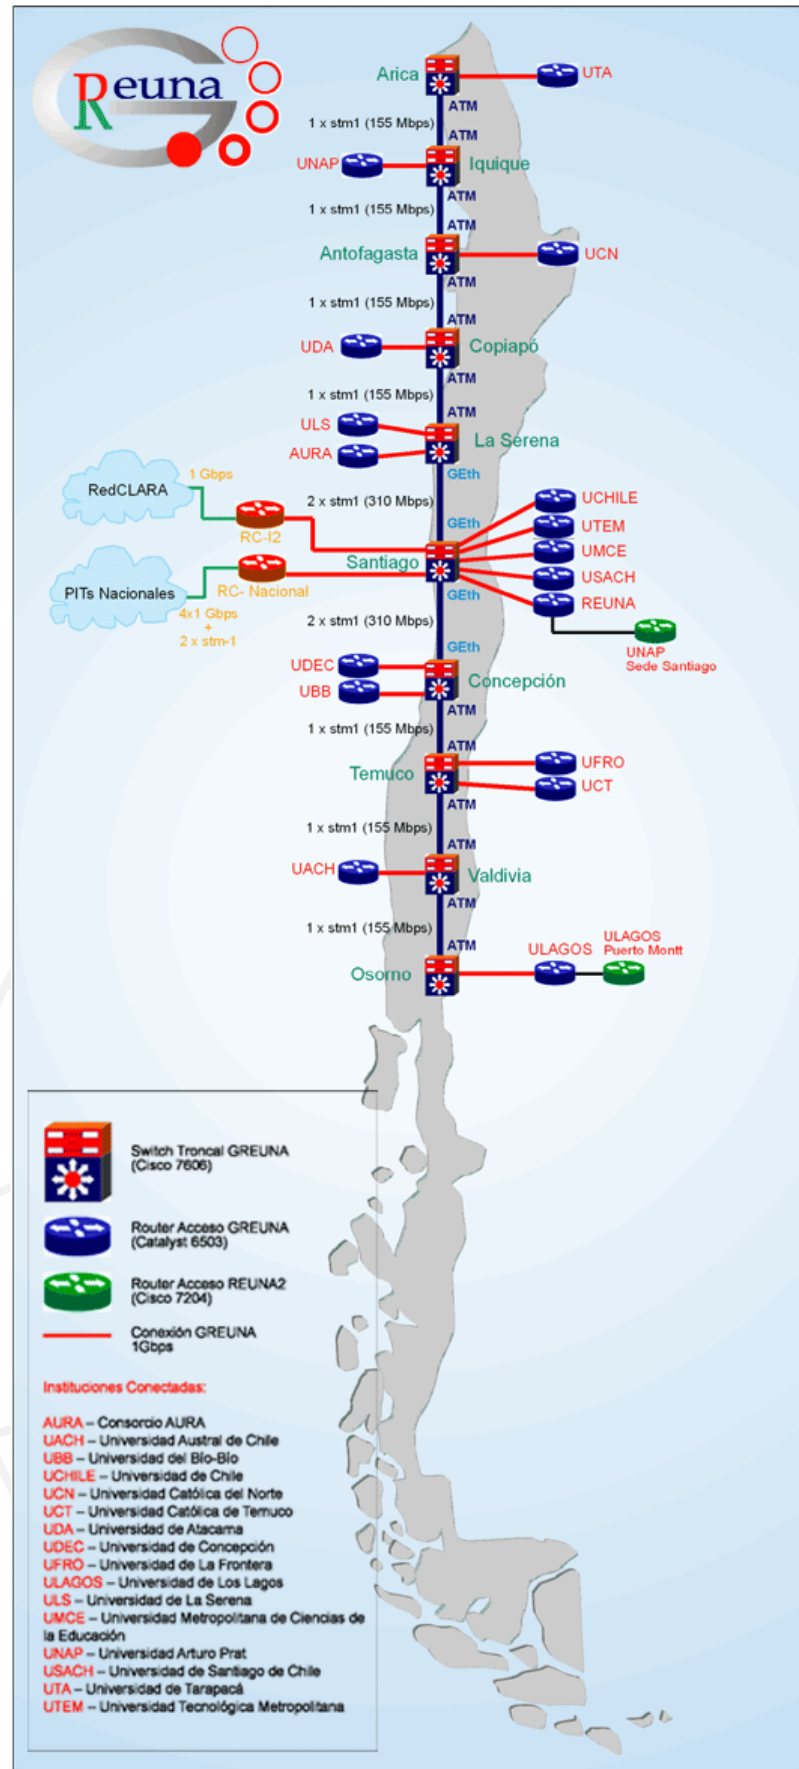 Reuna
Arica
UTA
ATM
1 x stm1 (155 Mbps)
ATM
UNAP
Iquique
ATM
1 x stm1 (155 Mbps)
ATM
Antofagasta
UCN
ATM
1 x stm1 (155 Mbps)
ATM
UDA
Copiapó
ATM
1 x stm1 (155 Mbps)
ATM
ULS
La Serena
AURA
GEth
1 Gbps
RedCLARA
2 x stm1 (310 Mbps)
UCHILE
GEth
UTEM
RC-I2
UMCE
Santiago
USACH
PITs Nacionales
RC- Nacional
GEth
REUNA
4x1 Gbps
+
2 x stm-1
2 x stm1 (310 Mbps)
GEth
UNAP
Sede Santiago
UDEC
Concepción
UBB
ATM
1 x stm1 (155 Mbps)
ATM
UFRO
Temuco
UCT
ATM
1 x stm1 (155 Mbps)
ATM
UACH
Valdivia
ATM
1 x stm1 (155 Mbps)
ATM
ULAGOS
ULAGOS
Puerto Montt
Osorno
Switch Troncal GREUNA
(Cisco 7606)
Router Acceso GREUNA
(Catalyst 6503)
Router Acceso REUNA2
(Cisco 7204)
Conexión GREUNA
1Gbps
Instituciones Conectadas:
AURA – Consorcio AURA
UACH – Universidad Austral de Chile
UBB – Universidad del Bío-Bío
UCHILE – Universidad de Chile
UCN – Universidad Católica del Norte
UCT – Universidad Católica de Temuco
UDA – Universidad de Atacama
UDEC – Universidad de Concepción
UFRO – Universidad de La Frontera
ULAGOS – Universidad de Los Lagos
ULS – Universidad de La Serena
UMCE – Universidad Metropolitana de Ciencias de
la Educación
UNAP – Universidad Arturo Prat
USACH – Universidad de Santiago de Chile
UTA – Universidad de Tarapacá
UTEM – Universidad Tecnológica Metropolitana